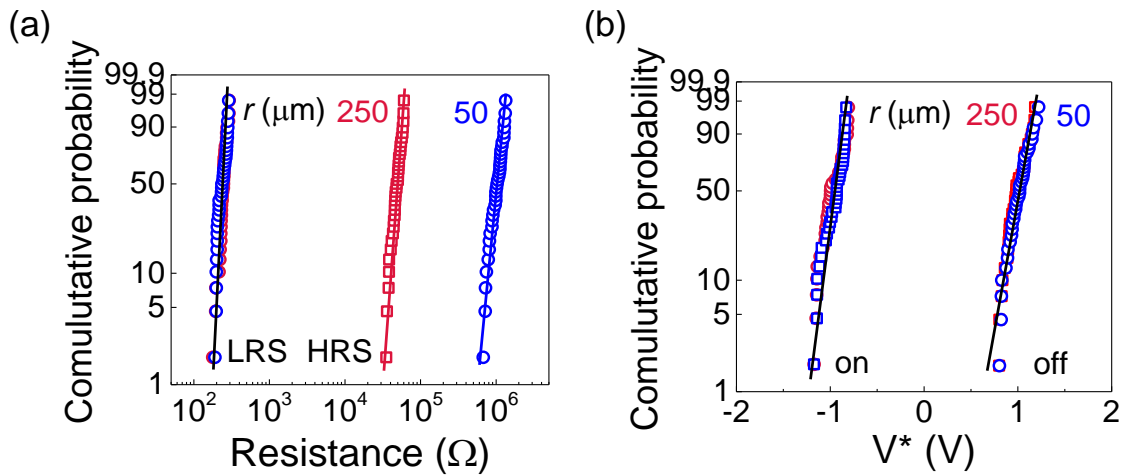 (a)
Comulutative probability
99.9
99
90
50
10
5
1
r (μm) 250 50
LRS HRS
10² 10³ 10⁴ 10⁵ 10⁶
Resistance (Ω)
(b)
Comulutative probability
99.9
99
90
50
10
5
1
r (μm) 250 50
on off
-2 -1 0 1 2
V* (V)